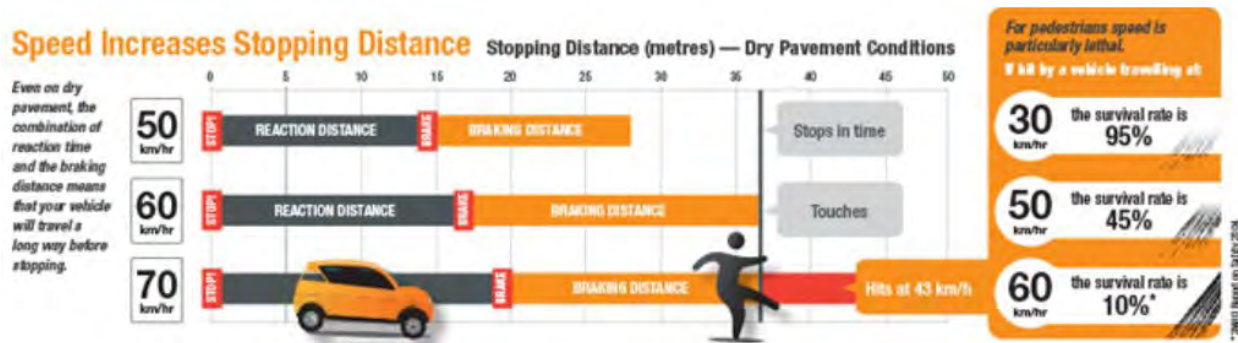 Speed Increases Stopping Distance
Stopping Distance (metres) — Dry Pavement Conditions
Even on dry
pavement, the
combination of
reaction time
and the braking
distance means
that your vehicle
will travel a
long way before
stopping.
0 5 10 15 20 25 30 35 40 45 50
50
km/hr
STOP!
REACTION DISTANCE
BRAKE
BRAKING DISTANCE
Stops in time
60
km/hr
STOP!
REACTION DISTANCE
BRAKE
BRAKING DISTANCE
Touches
70
km/hr
STOP!
BRAKE
BRAKING DISTANCE
Hits at 43 km/h
For pedestrians speed is
particularly lethal.
If hit by a vehicle travelling at:
30
km/hr
the survival rate is
95%
50
km/hr
the survival rate is
45%
60
km/hr
the survival rate is
10%*